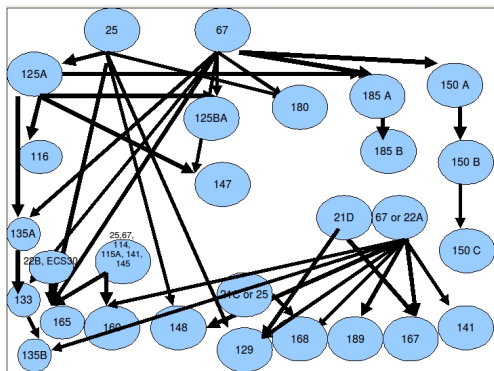 25
67
125A
150 A
185 A
180
125BA
116
185 B
150 B
147
21D
67 or 22A
135A
25,67,
114,
115A, 141,
145
150 C
22B, ECS30
133
21C or 25
165
160
148
168
189
167
141
135B
129